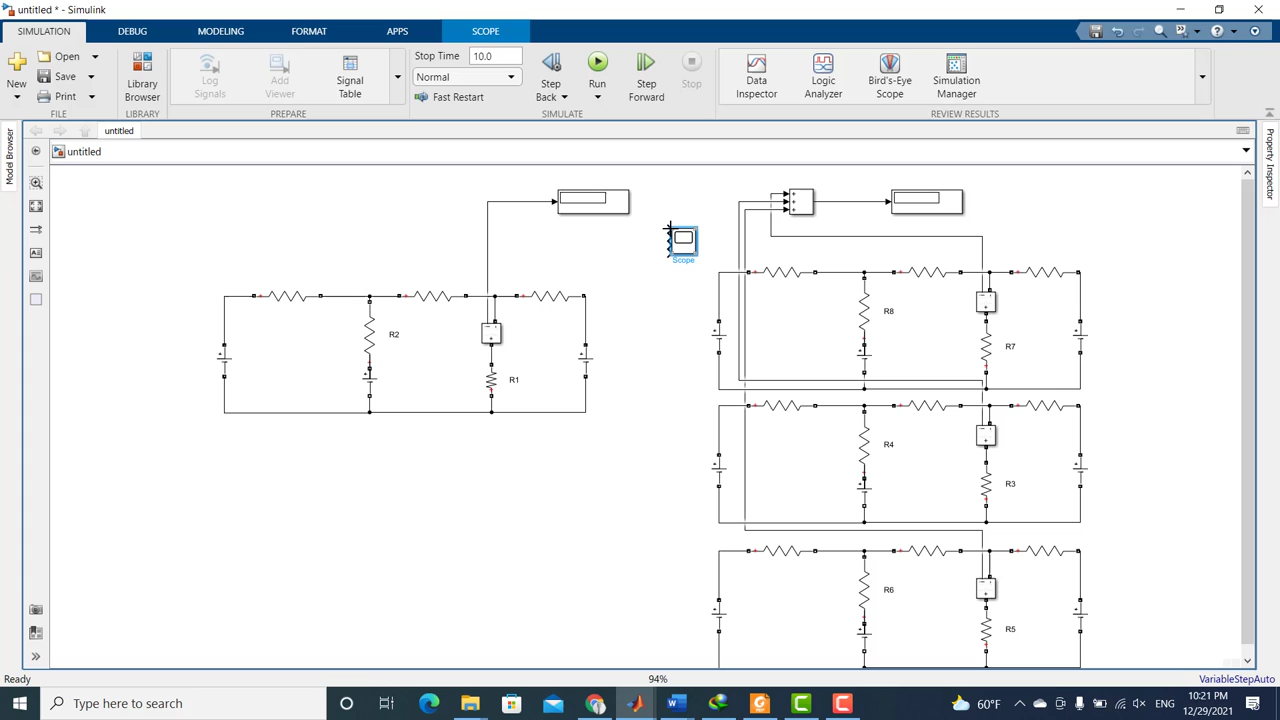 untitled * - Simulink
SIMULATION
DEBUG
MODELING
FORMAT
APPS
SCOPE
New
Open
Save
Print
FILE
Library
Browser
LIBRARY
Log
Signals
Add
Viewer
Signal
Table
PREPARE
Stop Time 10.0
Normal
Fast Restart
Step
Back
Run
Step
Forward
Stop
SIMULATE
Data
Inspector
Logic
Analyzer
Bird's-Eye
Scope
Simulation
Manager
REVIEW RESULTS
Model Browser
untitled
untitled
Property Inspector
Scope
R2
R1
R8
R7
R4
R3
R6
R5
Ready
94%
VariableStepAuto
Type here to search
60°F
ENG
10:21 PM
12/29/2021